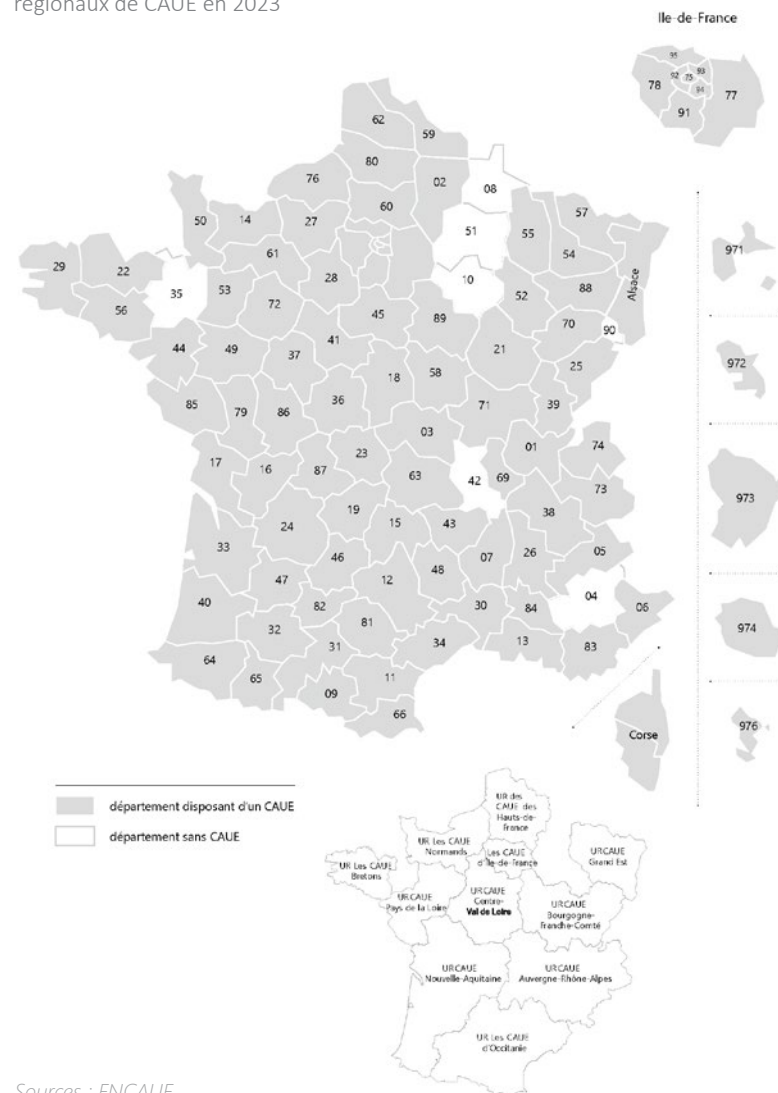 régionaux de CAUE en 2023
Ile-de-France
95
78
92
75
93
94
77
91
62
59
80
02
08
76
60
50
14
27
51
55
57
54
61
29
22
35
53
28
10
52
88
Alsace
56
72
45
89
70
90
44
49
37
41
21
25
18
58
85
79
86
36
71
39
03
17
16
87
23
63
42
69
01
74
73
19
38
24
15
43
33
46
07
26
05
47
12
48
40
82
30
84
04
06
32
81
31
34
13
83
64
65
09
11
66
Corse
971
972
973
974
976
département disposant d'un CAUE
département sans CAUE
UR des
CAUE des
Hauts-de-
France
UR Les CAUE
Normands
Les CAUE
d'Ile-de-France
URCAUE
Grand Est
UR Les CAUE
Bretons
URCAUE
Pays de la Loire
URCAUE
Centre-
Val de Loire
URCAUE
Bourgogne-
Franche-Comté
URCAUE
Nouvelle-Aquitaine
URCAUE
Auvergne-Rhône-Alpes
UR Les CAUE
d'Occitanie
Sources : FNCAUE